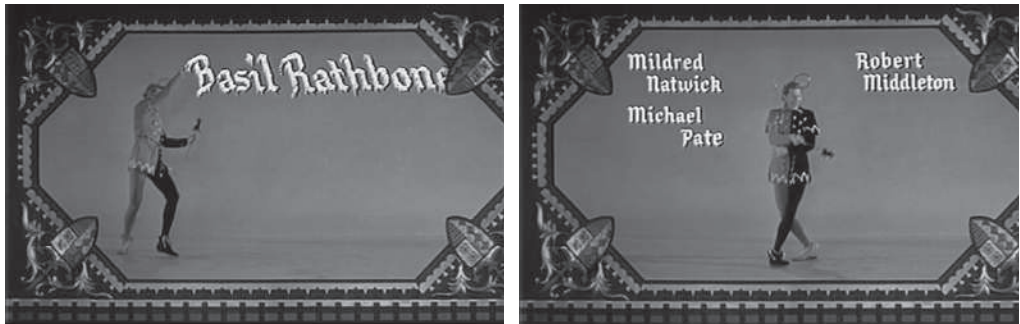 Basil Rathbone
Mildred
Natwick
Michael
Pate
Robert
Middleton